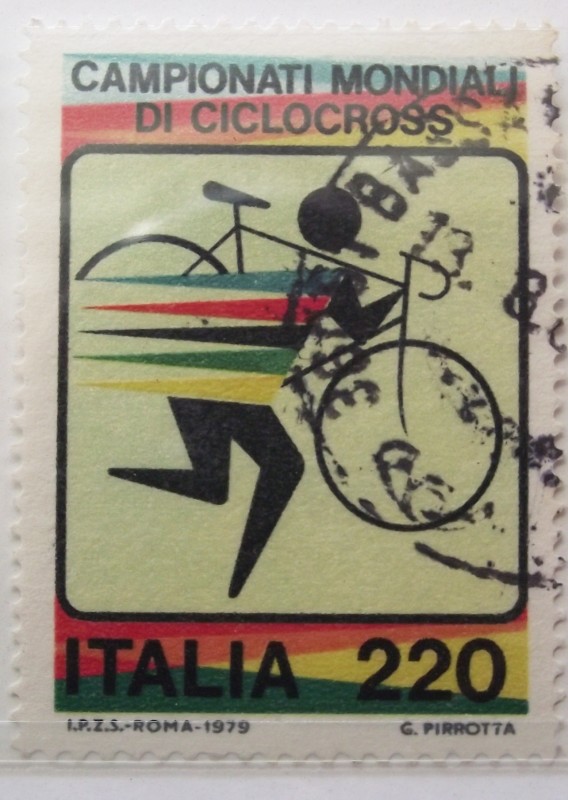 CAMPIONATI MONDIALI
DI CICLOCROSS
ITALIA 220
I.P.Z.S.-ROMA-1979 G. PIRROTTA